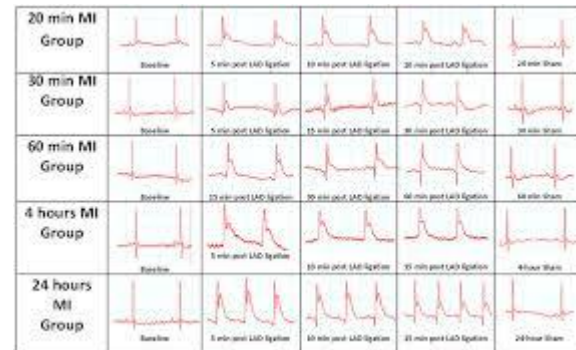 20 min MI
Group
Baseline
5 min post LAD ligation
10 min post LAD ligation
20 min post LAD ligation
20 min Sham
30 min MI
Group
Baseline
5 min post LAD ligation
15 min post LAD ligation
30 min post LAD ligation
30 min Sham
60 min MI
Group
Baseline
15 min post LAD ligation
30 min post LAD ligation
60 min post LAD ligation
60 min Sham
4 hours MI
Group
Baseline
5 min post LAD ligation
10 min post LAD ligation
15 min post LAD ligation
4 hour Sham
24 hours
MI
Group
Baseline
5 min post LAD ligation
10 min post LAD ligation
15 min post LAD ligation
24 hour Sham